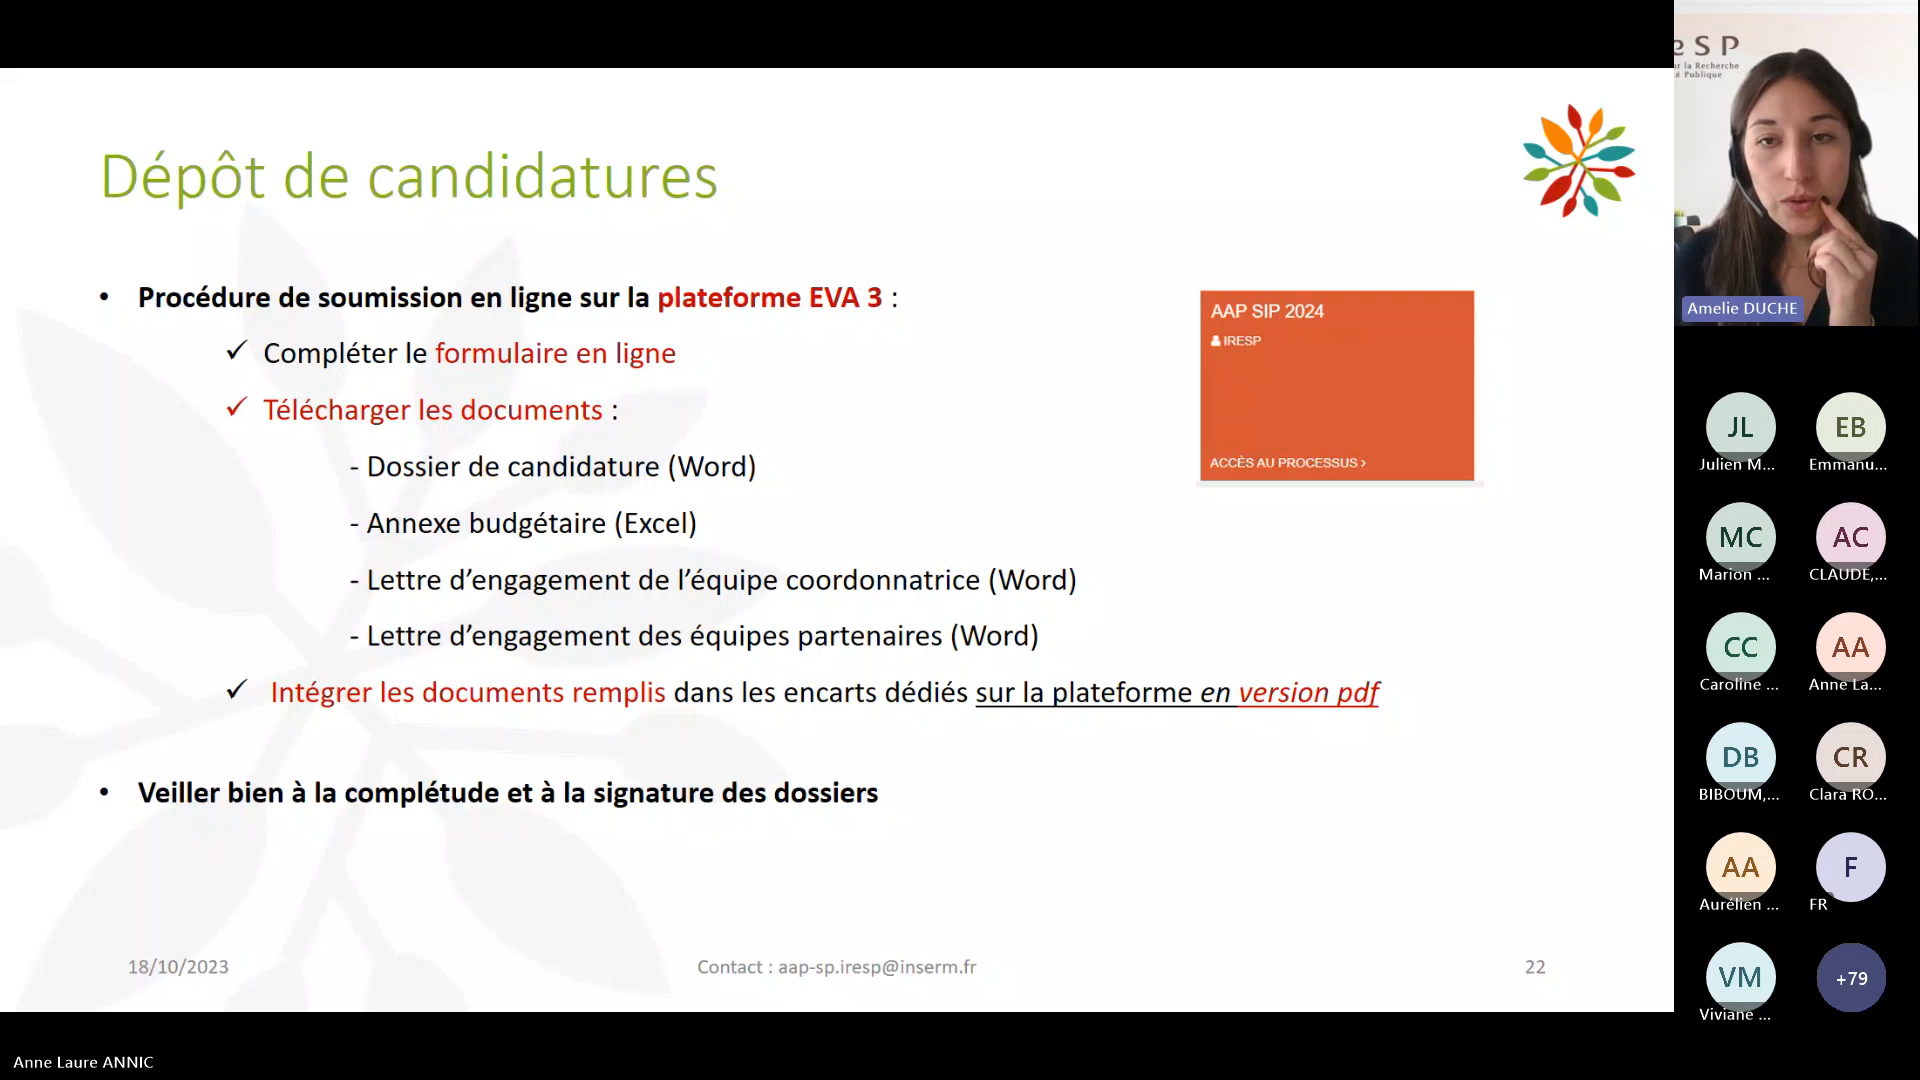 Dépôt de candidatures
• Procédure de soumission en ligne sur la plateforme EVA 3 :
✓ Compléter le formulaire en ligne
✓ Télécharger les documents :
- Dossier de candidature (Word)
- Annexe budgétaire (Excel)
- Lettre d’engagement de l’équipe coordonnatrice (Word)
- Lettre d’engagement des équipes partenaires (Word)
✓ Intégrer les documents remplis dans les encarts dédiés sur la plateforme en version pdf
• Veiller bien à la complétude et à la signature des dossiers
AAP SIP 2024
IRESP
ACCÈS AU PROCESSUS >
18/10/2023
Contact : aap-sp.iresp@inserm.fr
22
e S P
ur la Recherche
té Publique
Amelie DUCHE
JL
Julien M...
EB
Emmanu...
MC
Marion ...
AC
CLAUDE,...
CC
Caroline ...
AA
Anne La...
DB
BIBOUM,...
CR
Clara RO...
AA
Aurélien ...
F
FR
VM
Viviane ...
+79
Anne Laure ANNIC